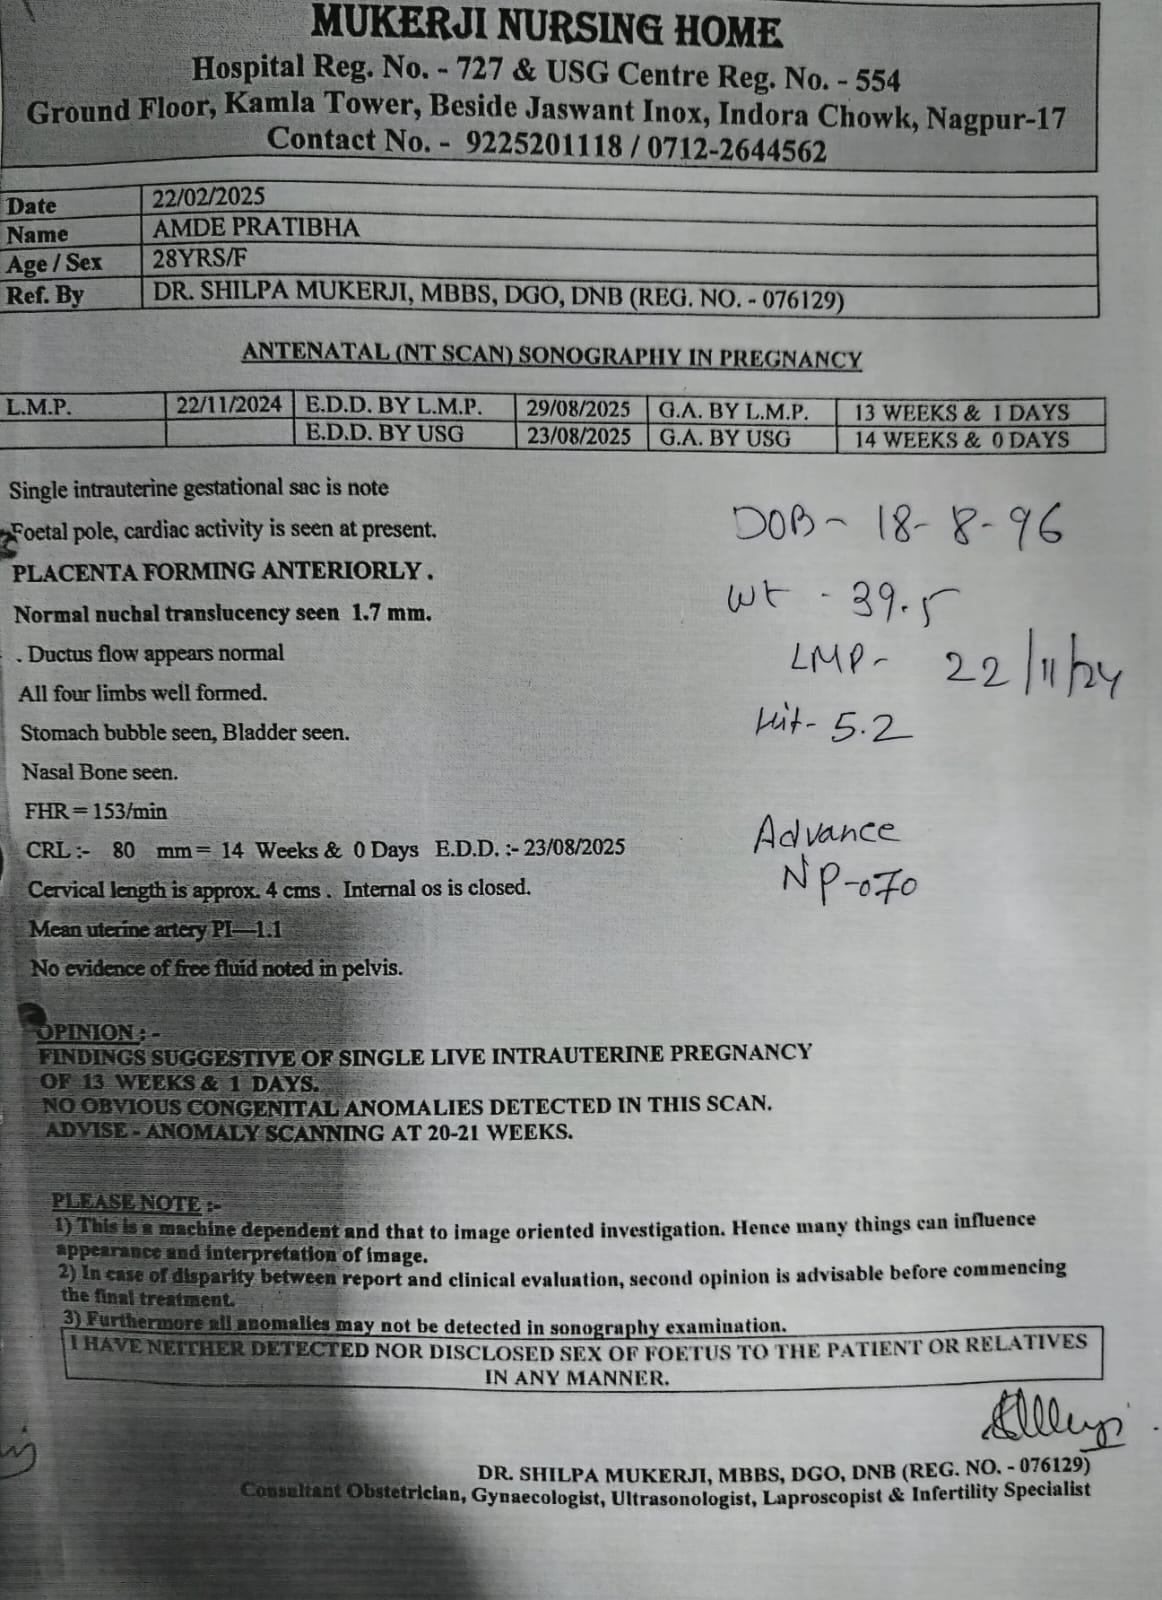 MUKERJI NURSING HOME
Hospital Reg. No. - 727 & USG Centre Reg. No. - 554
Ground Floor, Kamla Tower, Beside Jaswant Inox, Indora Chowk, Nagpur-17
Contact No. - 9225201118 / 0712-2644562
Date 22/02/2025
Name AMDE PRATIBHA
Age / Sex 28YRS/F
Ref. By DR. SHILPA MUKERJI, MBBS, DGO, DNB (REG. NO. - 076129)
ANTENATAL (NT SCAN) SONOGRAPHY IN PREGNANCY
L.M.P. 22/11/2024 E.D.D. BY L.M.P. 29/08/2025 G.A. BY L.M.P. 13 WEEKS & 1 DAYS
E.D.D. BY USG 23/08/2025 G.A. BY USG 14 WEEKS & 0 DAYS
Single intrauterine gestational sac is note
Foetal pole, cardiac activity is seen at present.
DOB - 18-8-96
PLACENTA FORMING ANTERIORLY .
Wt - 39.5
Normal nuchal translucency seen 1.7 mm.
. Ductus flow appears normal
LMP - 22/11/24
All four limbs well formed.
Stomach bubble seen, Bladder seen.
Hit- 5.2
Nasal Bone seen.
FHR = 153/min
Advance
CRL :- 80 mm = 14 Weeks & 0 Days E.D.D. :- 23/08/2025
Cervical length is approx. 4 cms . Internal os is closed.
NP-070
Mean uterine artery PI—1.1
No evidence of free fluid noted in pelvis.
OPINION : -
FINDINGS SUGGESTIVE OF SINGLE LIVE INTRAUTERINE PREGNANCY
OF 13 WEEKS & 1 DAYS.
NO OBVIOUS CONGENITAL ANOMALIES DETECTED IN THIS SCAN.
ADVISE - ANOMALY SCANNING AT 20-21 WEEKS.
PLEASE NOTE :-
1) This is a machine dependent and that to image oriented investigation. Hence many things can influence
appearance and interpretation of image.
2) In case of disparity between report and clinical evaluation, second opinion is advisable before commencing
the final treatment.
3) Furthermore all anomalies may not be detected in sonography examination.
I HAVE NEITHER DETECTED NOR DISCLOSED SEX OF FOETUS TO THE PATIENT OR RELATIVES
IN ANY MANNER.
DR. SHILPA MUKERJI, MBBS, DGO, DNB (REG. NO. - 076129)
Consultant Obstetrician, Gynaecologist, Ultrasonologist, Laproscopist & Infertility Specialist